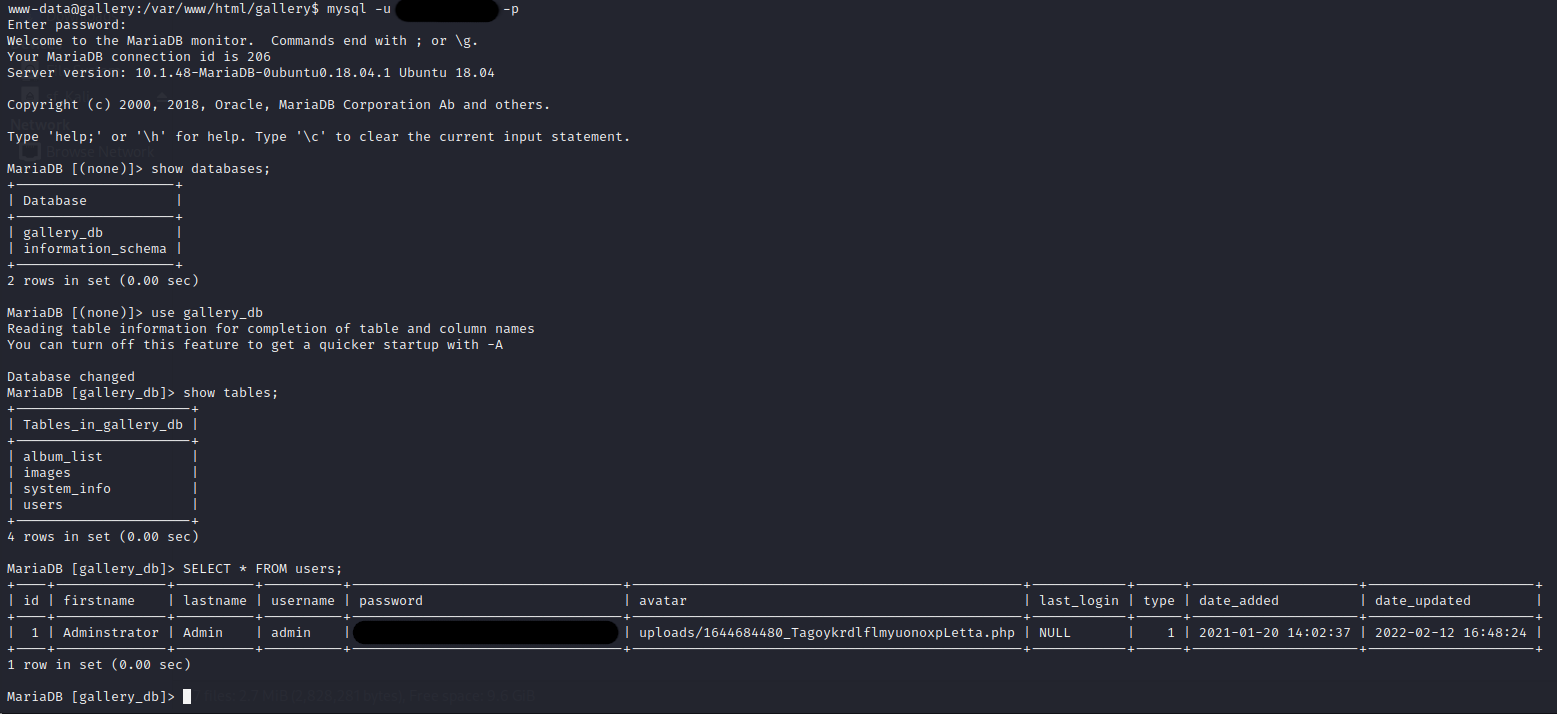 www-data@gallery:/var/www/html/gallery$ mysql -u -p
Enter password:
Welcome to the MariaDB monitor.  Commands end with ; or \g.
Your MariaDB connection id is 206
Server version: 10.1.48-MariaDB-0ubuntu0.18.04.1 Ubuntu 18.04
Copyright (c) 2000, 2018, Oracle, MariaDB Corporation Ab and others.
Type 'help;' or '\h' for help. Type '\c' to clear the current input statement.
MariaDB [(none)]> show databases;
| Database |
| gallery_db |
| information_schema |
2 rows in set (0.00 sec)
MariaDB [(none)]> use gallery_db
Reading table information for completion of table and column names
You can turn off this feature to get a quicker startup with -A
Database changed
MariaDB [gallery_db]> show tables;
| Tables_in_gallery_db |
| album_list |
| images |
| system_info |
| users |
4 rows in set (0.00 sec)
MariaDB [gallery_db]> SELECT * FROM users;
| id | firstname | lastname | username | password | avatar | last_login | type | date_added | date_updated |
| 1 | Adminstrator | Admin | admin | | uploads/1644684480_TagoykrdlflmyuonoxpLetta.php | NULL | 1 | 2021-01-20 14:02:37 | 2022-02-12 16:48:24 |
1 row in set (0.00 sec)
MariaDB [gallery_db]>